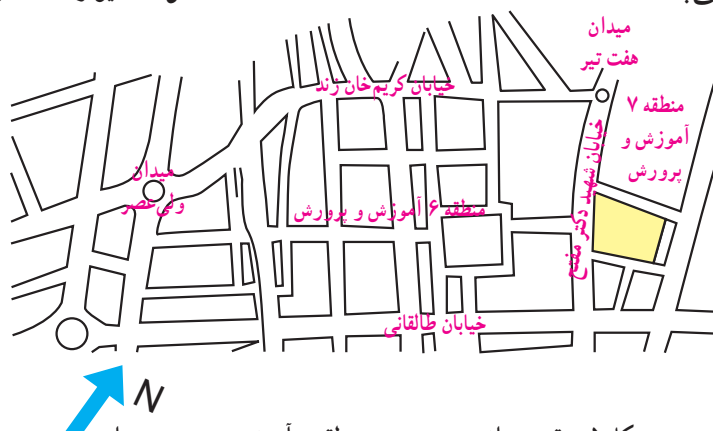 میدان
هفت تیر
خیابان کریم‌خان زند
منطقه ۷
آموزش و
پرورش
خیابان شهید دکتر مفتح
میدان
ولی‌عصر
منطقه ۶ آموزش و پرورش
خیابان طالقانی
N